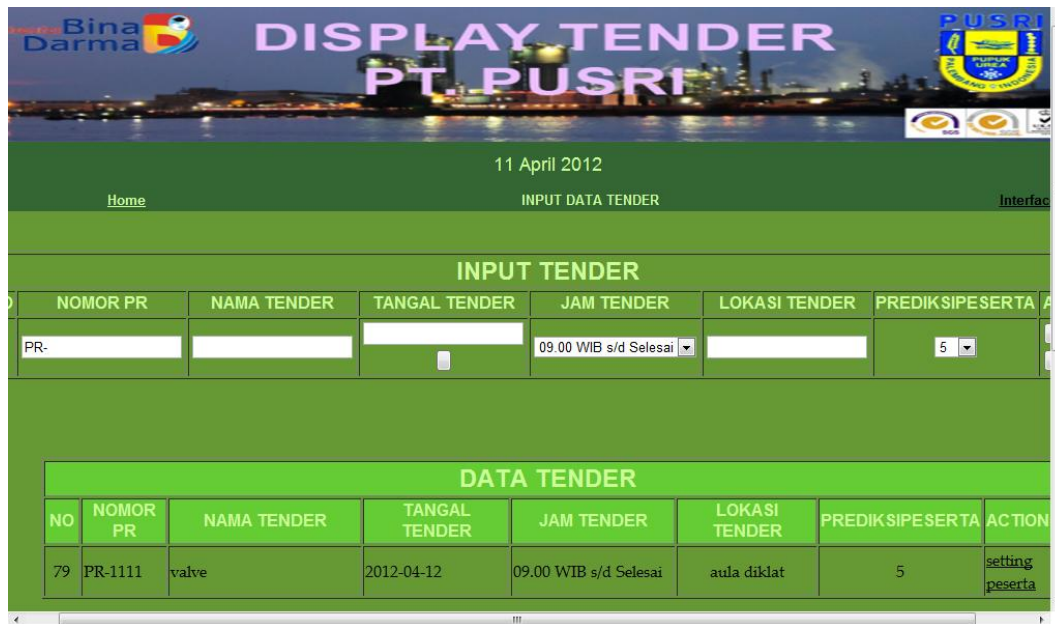 Bina
Darma
DISPLAY TENDER
PT. PUSRI
PUSRI
PUPUK
UREA
PALEMBANG INDONESIA
SGS
11 April 2012
Home
INPUT DATA TENDER
Interfac
INPUT TENDER
NOMOR PR NAMA TENDER TANGAL TENDER JAM TENDER LOKASI TENDER PREDIKSIPESERTA
PR- 09.00 WIB s/d Selesai 5
DATA TENDER
NO NOMOR PR NAMA TENDER TANGAL TENDER JAM TENDER LOKASI TENDER PREDIKSIPESERTA ACTION
79 PR-1111 valve 2012-04-12 09.00 WIB s/d Selesai aula diklat 5 setting peserta